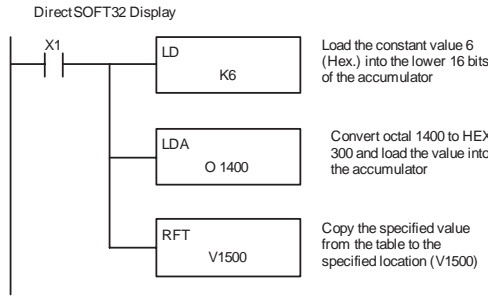 DirectSOFT32 Display
X1
LD
K6
Load the constant value 6
(Hex.) into the lower 16 bits
of the accumulator
LDA
O 1400
Convert octal 1400 to HEX
300 and load the value into
the accumulator
RFT
V1500
Copy the specified value
from the table to the
specified location (V1500)